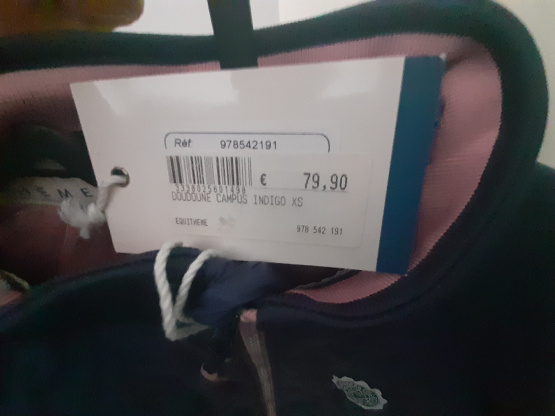 Réf: 978542191
€ 79,90
DOUDOUNE CAMPUS INDIGO XS
EQUITHEME
978 542 191